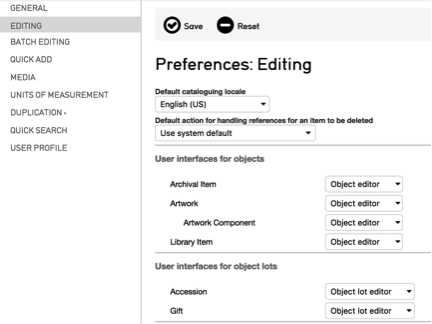 GENERAL
EDITING
BATCH EDITING
QUICK ADD
MEDIA
UNITS OF MEASUREMENT
DUPLICATION
QUICK SEARCH
USER PROFILE
Save Reset
Preferences: Editing
Default cataloguing locale
English (US)
Default action for handling references for an item to be deleted
Use system default
User interfaces for objects
Archival Item Object editor
Artwork Object editor
Artwork Component Object editor
Library Item Object editor
User interfaces for object lots
Accession Object lot editor
Gift Object lot editor